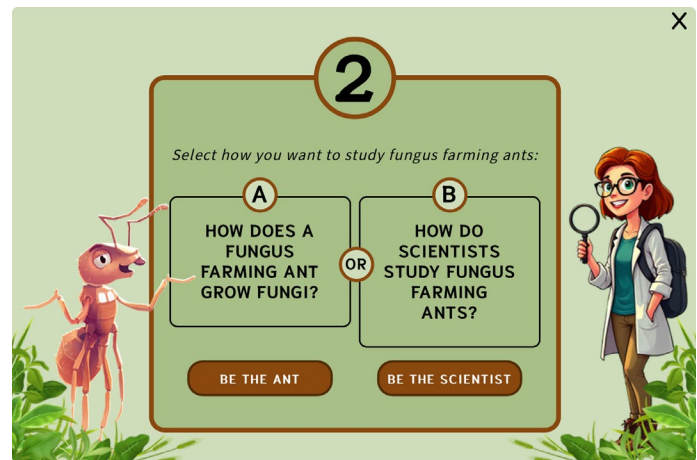 X
2
Select how you want to study fungus farming ants:
A
HOW DOES A
FUNGUS
FARMING ANT
GROW FUNGI?
OR
B
HOW DO
SCIENTISTS
STUDY FUNGUS
FARMING
ANTS?
BE THE ANT
BE THE SCIENTIST